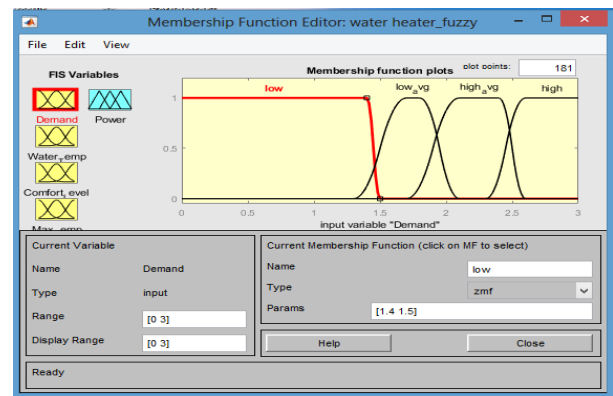 Membership Function Editor: water heater_fuzzy
File Edit View
FIS Variables
Membership function plots plot points: 181
low low_avg high_avg high
1
0.5
0
0 0.5 1 1.5 2 2.5 3
input variable "Demand"
Demand Power
Water_temp
Comfort_level
Max_temp
Current Variable
Current Membership Function (click on MF to select)
Name Demand
Name low
Type input
Type zmf
Range [0 3]
Params [1.4 1.5]
Display Range [0 3]
Help Close
Ready